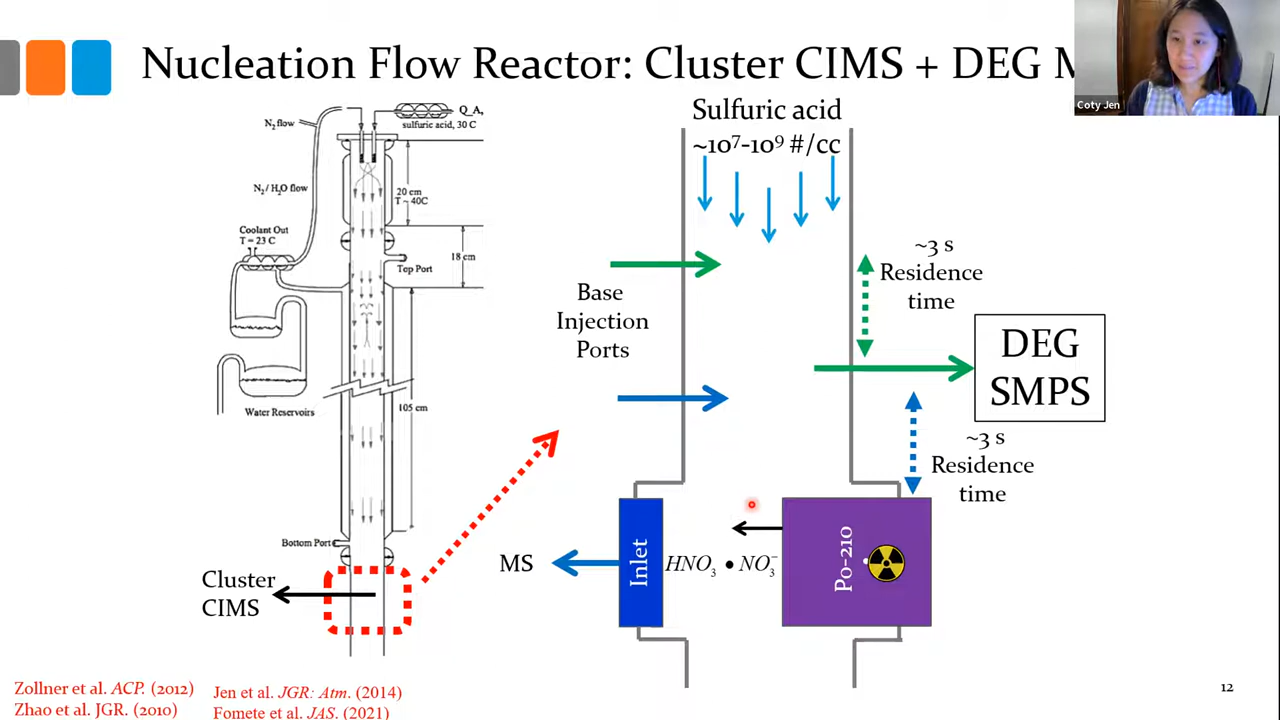 Nucleation Flow Reactor: Cluster CIMS + DEG M
Coty Jen
N₂ flow
Q_A,
sulfuric acid, 30 C
N₂ / H₂O flow
20 cm
T ~ 40C
Coolant Out
T = 23 C
18 cm
Top Port
Water Reservoirs
105 cm
Bottom Port
Cluster
CIMS
Sulfuric acid
~10⁷-10⁹ #/cc
Base
Injection
Ports
~3 s
Residence
time
DEG
SMPS
~3 s
Residence
time
MS
Inlet
HNO₃ • NO₃⁻
Po-210
Zollner et al. ACP. (2012)
Zhao et al. JGR. (2010)
Jen et al. JGR: Atm. (2014)
Fomete et al. JAS. (2021)
12